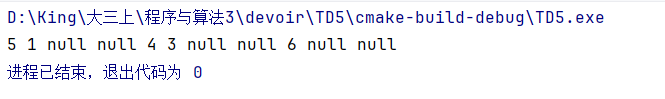 D:\King\大三上\程序与算法3\devoir\TD5\cmake-build-debug\TD5.exe
5 1 null null 4 3 null null 6 null null
进程已结束，退出代码为 0